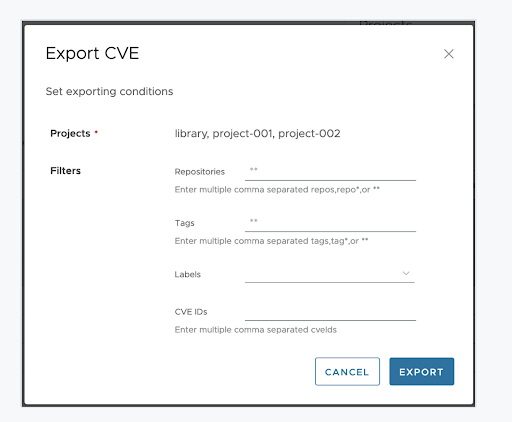 Export CVE
Set exporting conditions
Projects * library, project-001, project-002
Filters
Repositories **
Enter multiple comma separated repos,repo*,or **
Tags **
Enter multiple comma separated tags,tag*,or **
Labels
CVE IDs
Enter multiple comma separated cveIds
CANCEL EXPORT